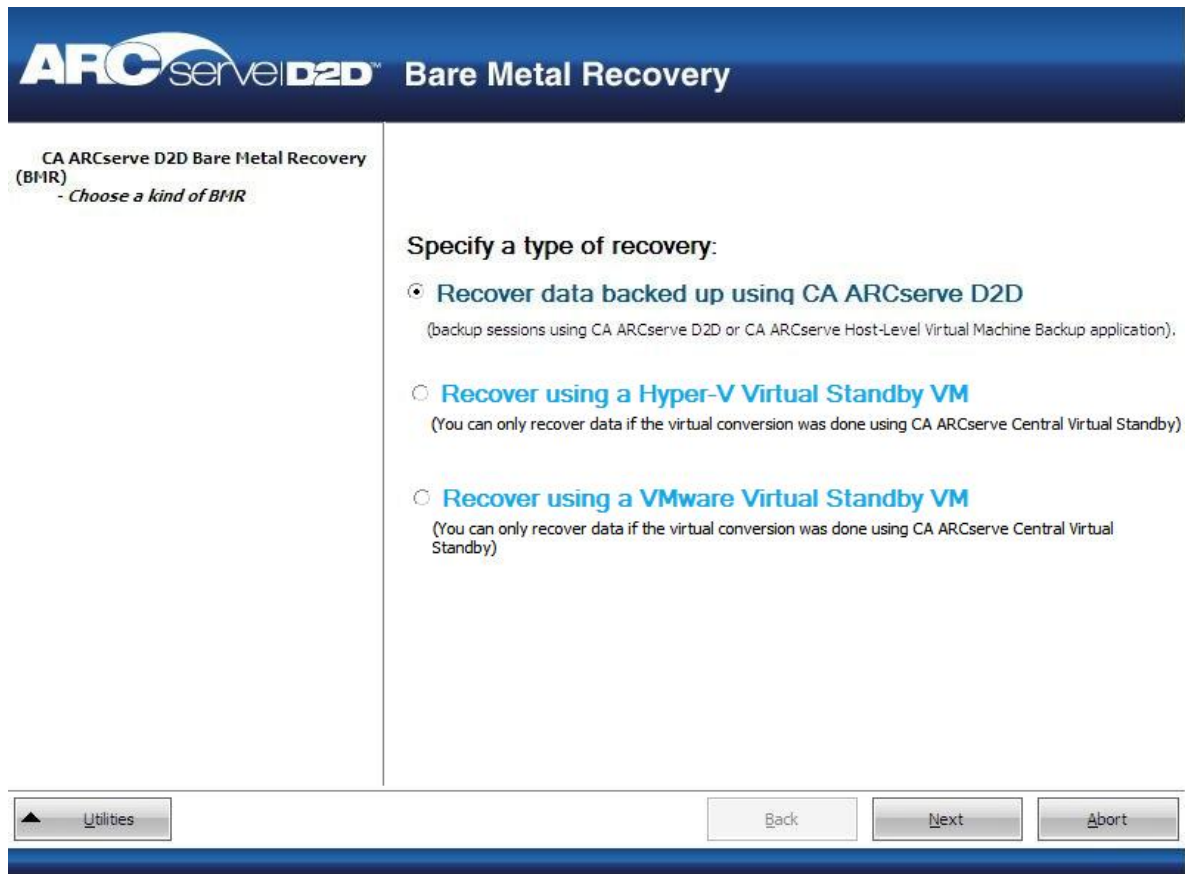 ARCserve D2D™ Bare Metal Recovery
CA ARCserve D2D Bare Metal Recovery
(BMR)
- Choose a kind of BMR
Specify a type of recovery:
Recover data backed up using CA ARCserve D2D
(backup sessions using CA ARCserve D2D or CA ARCserve Host-Level Virtual Machine Backup application).
Recover using a Hyper-V Virtual Standby VM
(You can only recover data if the virtual conversion was done using CA ARCserve Central Virtual Standby)
Recover using a VMware Virtual Standby VM
(You can only recover data if the virtual conversion was done using CA ARCserve Central Virtual
Standby)
Utilities
Back
Next
Abort